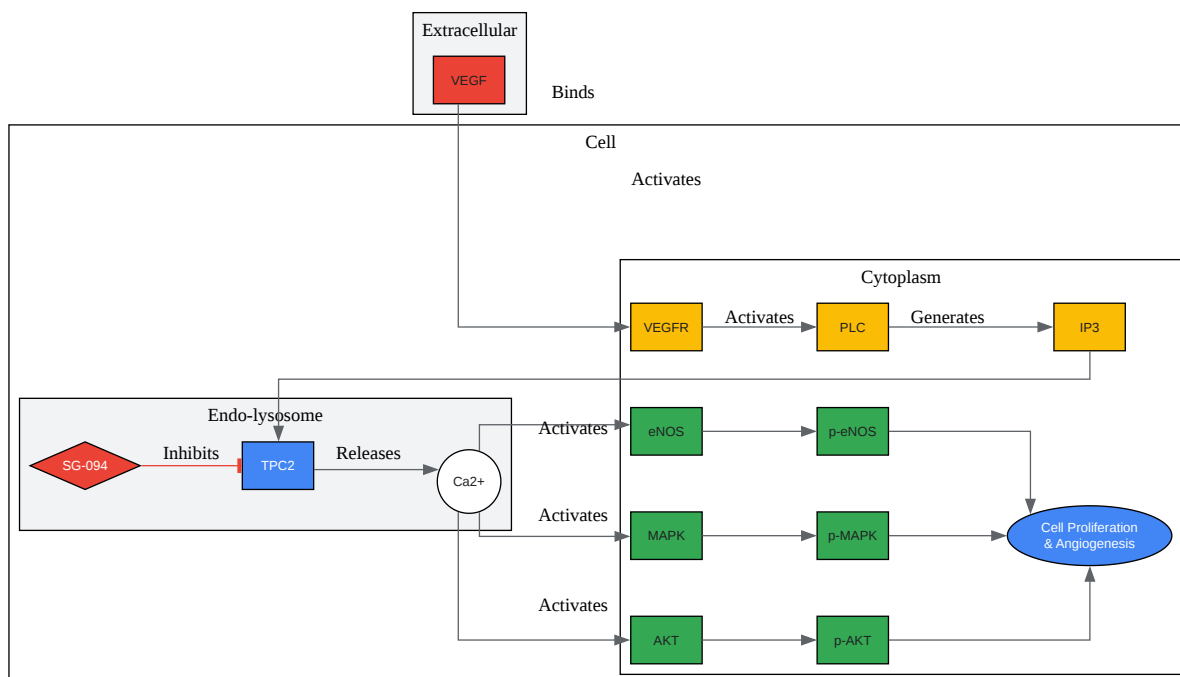 Extracellular
VEGF
Binds
Cell
Activates
Cytoplasm
VEGFR
Activates
PLC
Generates
IP3
Endo-lysosome
SG-094
Inhibits
TPC2
Releases
Ca2+
Activates
eNOS
p-eNOS
Activates
MAPK
p-MAPK
Cell Proliferation
& Angiogenesis
Activates
AKT
p-AKT